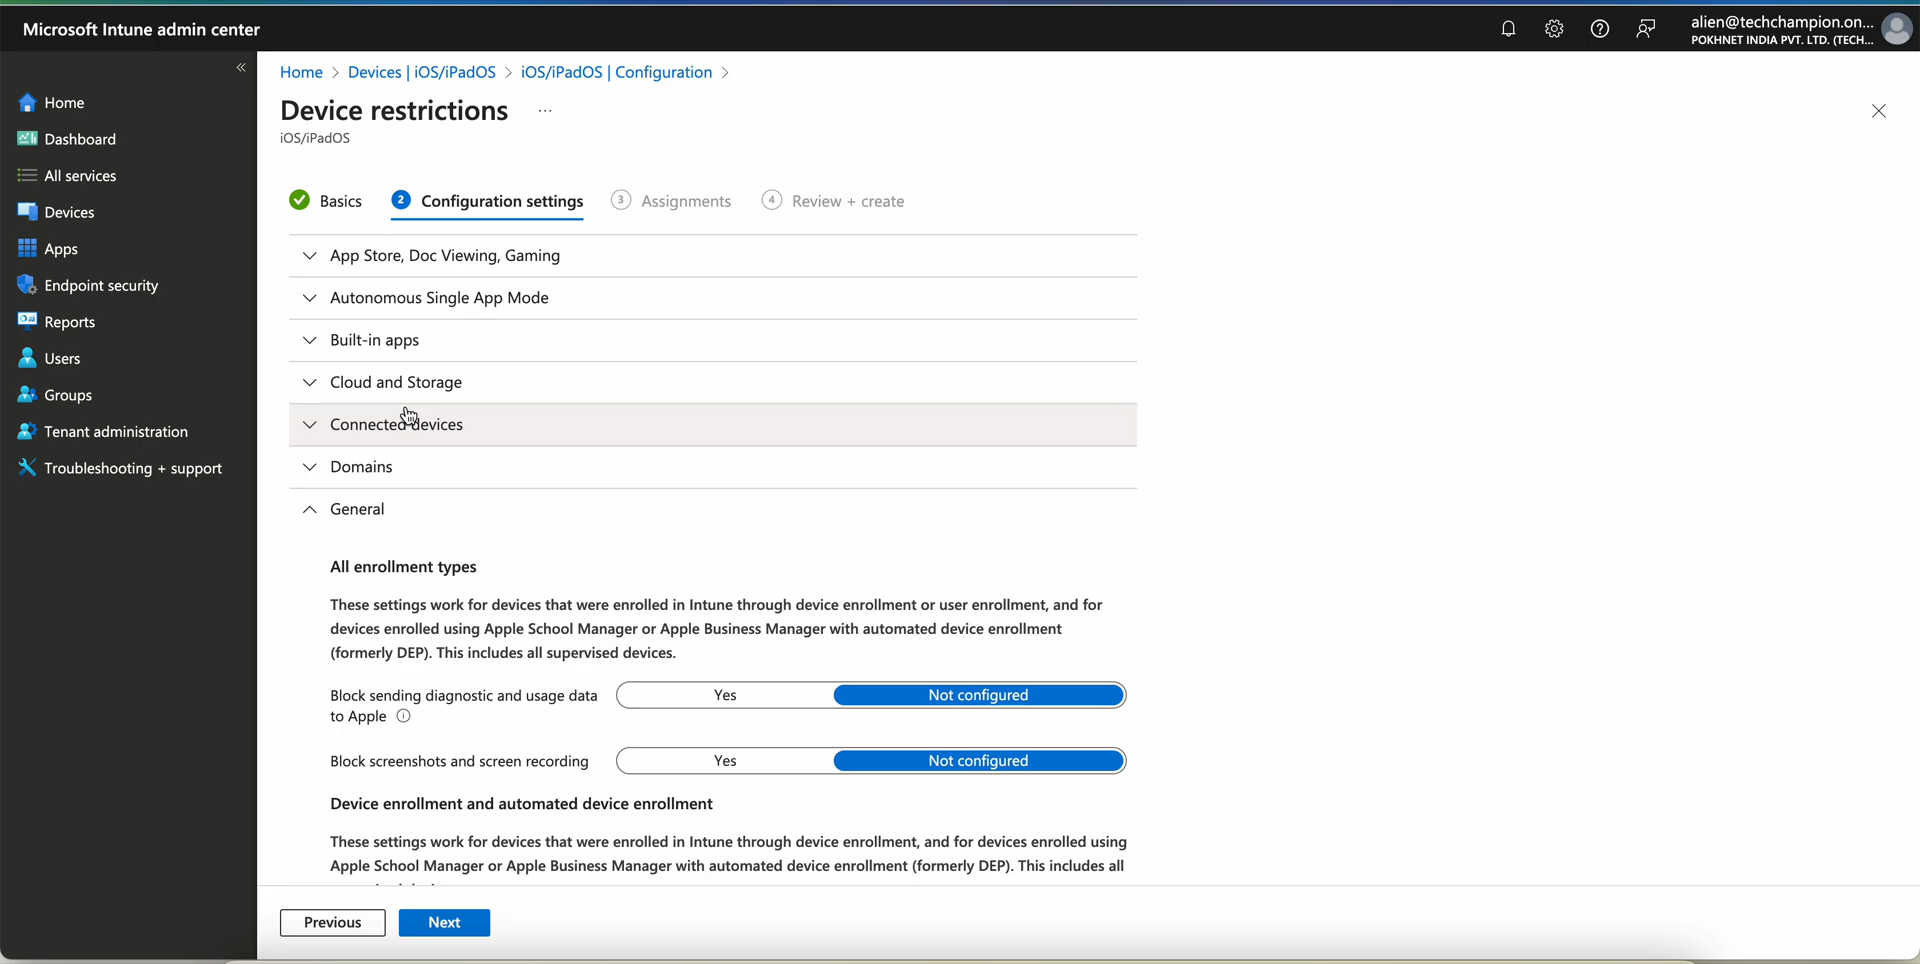 Microsoft Intune admin center
alien@techchampion.on...
POKHNET INDIA PVT. LTD. (TECH...
Home
Dashboard
All services
Devices
Apps
Endpoint security
Reports
Users
Groups
Tenant administration
Troubleshooting + support
Home > Devices | iOS/iPadOS > iOS/iPadOS | Configuration >
Device restrictions ...
iOS/iPadOS
Basics
2 Configuration settings
3 Assignments
4 Review + create
App Store, Doc Viewing, Gaming
Autonomous Single App Mode
Built-in apps
Cloud and Storage
Connected devices
Domains
General
All enrollment types
These settings work for devices that were enrolled in Intune through device enrollment or user enrollment, and for
devices enrolled using Apple School Manager or Apple Business Manager with automated device enrollment
(formerly DEP). This includes all supervised devices.
Block sending diagnostic and usage data
to Apple
Yes
Not configured
Block screenshots and screen recording
Yes
Not configured
Device enrollment and automated device enrollment
These settings work for devices that were enrolled in Intune through device enrollment, and for devices enrolled using
Apple School Manager or Apple Business Manager with automated device enrollment (formerly DEP). This includes all
Previous
Next